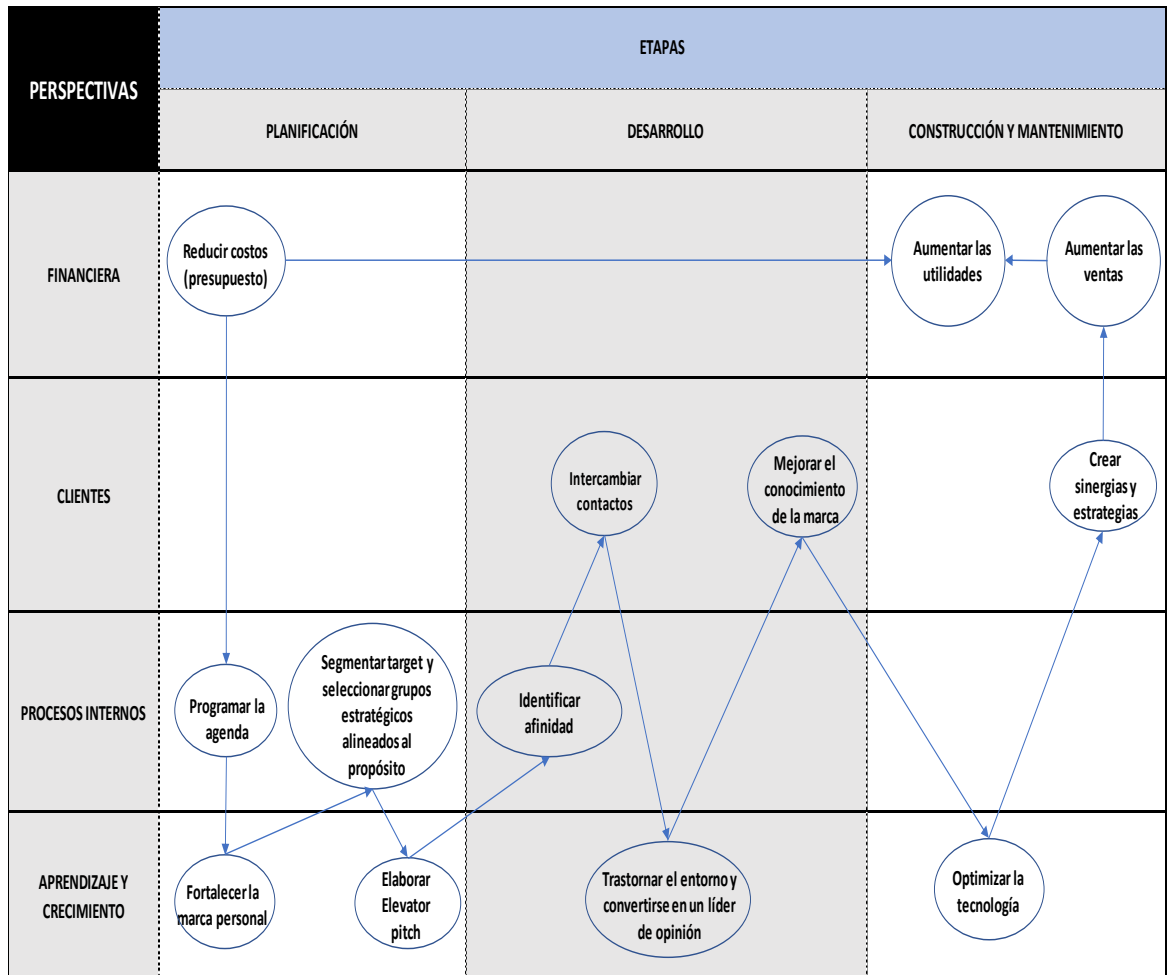 PERSPECTIVAS
ETAPAS
PLANIFICACIÓN
DESARROLLO
CONSTRUCCIÓN Y MANTENIMIENTO
FINANCIERA
Reducir costos
(presupuesto)
Aumentar las
utilidades
Aumentar las
ventas
CLIENTES
Intercambiar
contactos
Mejorar el
conocimiento
de la marca
Crear
sinergias y
estrategias
PROCESOS INTERNOS
Programar la
agenda
Segmentar target y
seleccionar grupos
estratégicos
alineados al
propósito
Identificar
afinidad
APRENDIZAJE Y
CRECIMIENTO
Fortalecer la
marca personal
Elaborar
Elevator
pitch
Trastornar el entorno y
convertirse en un líder
de opinión
Optimizar la
tecnología